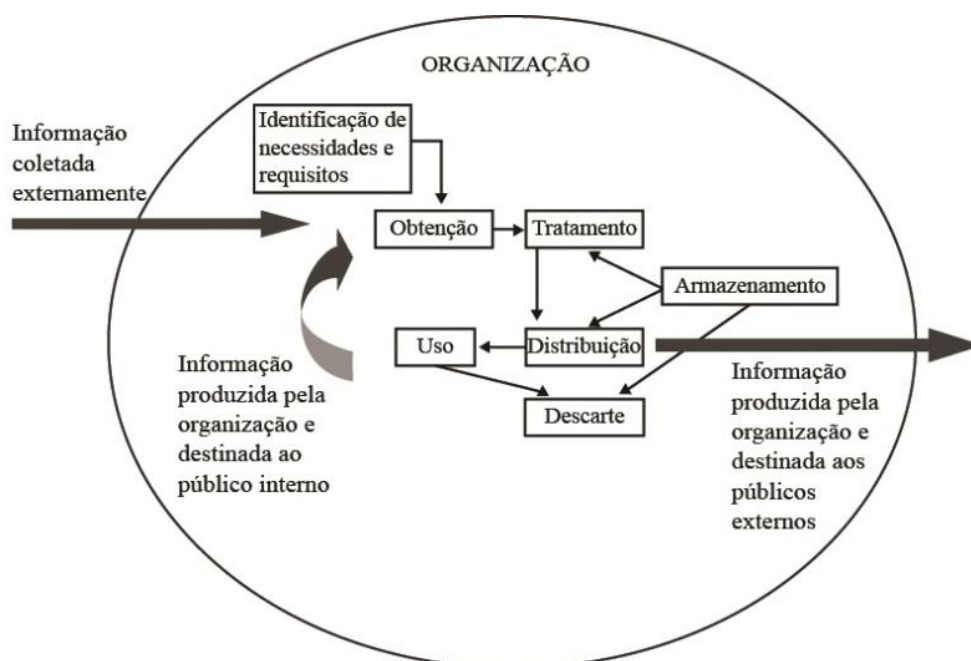 ORGANIZAÇÃO
Informação
coletada
externamente
Identificação de
necessidades e
requisitos
Obtenção
Tratamento
Armazenamento
Uso
Distribuição
Descarte
Informação
produzida pela
organização e
destinada ao
público interno
Informação
produzida pela
organização e
destinada aos
públicos
externos